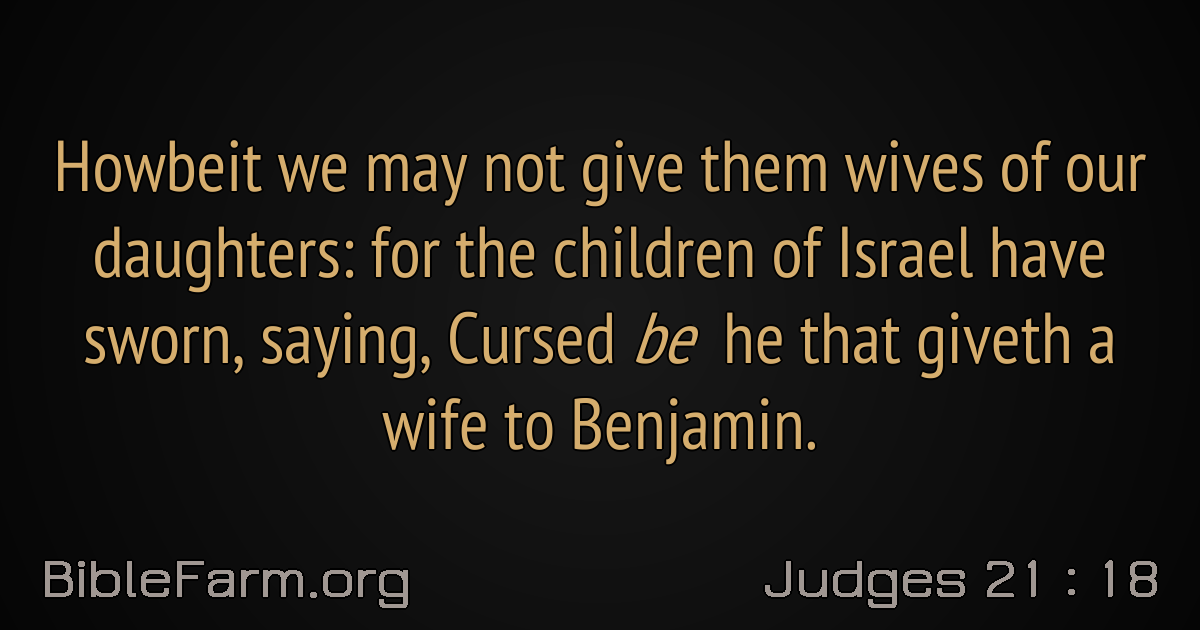 Howbeit we may not give them wives of our
daughters: for the children of Israel have
sworn, saying, Cursed be he that giveth a
wife to Benjamin.
BibleFarm.org
Judges 21 : 18